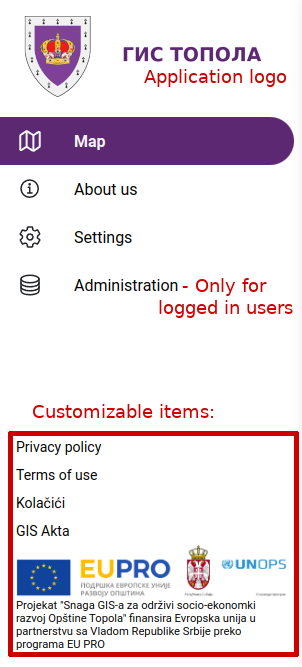 ГИС ТОПОЛА
Application logo
Map
About us
Settings
Administration - Only for
logged in users
Customizable items:
Privacy policy
Terms of use
Kolačići
GIS Akta
EUPRO
ПОДРШКА ЕВРОПСКЕ УНИЈЕ
РАЗВОЈУ ОПШТИНА
UNOPS
Projekat "Snaga GIS-a za održivi socio-ekonomki
razvoj Opštine Topola" finansira Evropska unija u
partnerstvu sa Vladom Republike Srbije preko
programa EU PRO